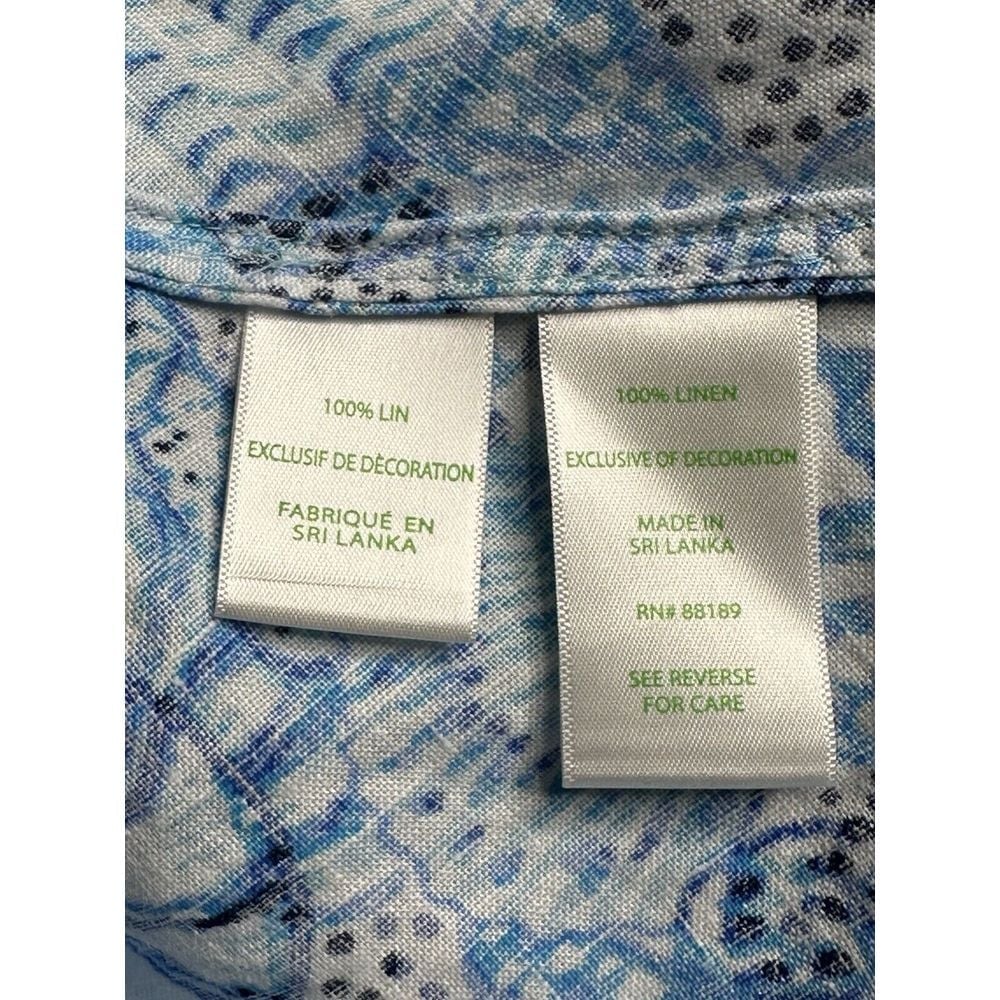 100% LIN
EXCLUSIF DE DÈCORATION
FABRIQUÉ EN
SRI LANKA
100% LINEN
EXCLUSIVE OF DECORATION
MADE IN
SRI LANKA
RN# 88189
SEE REVERSE
FOR CARE